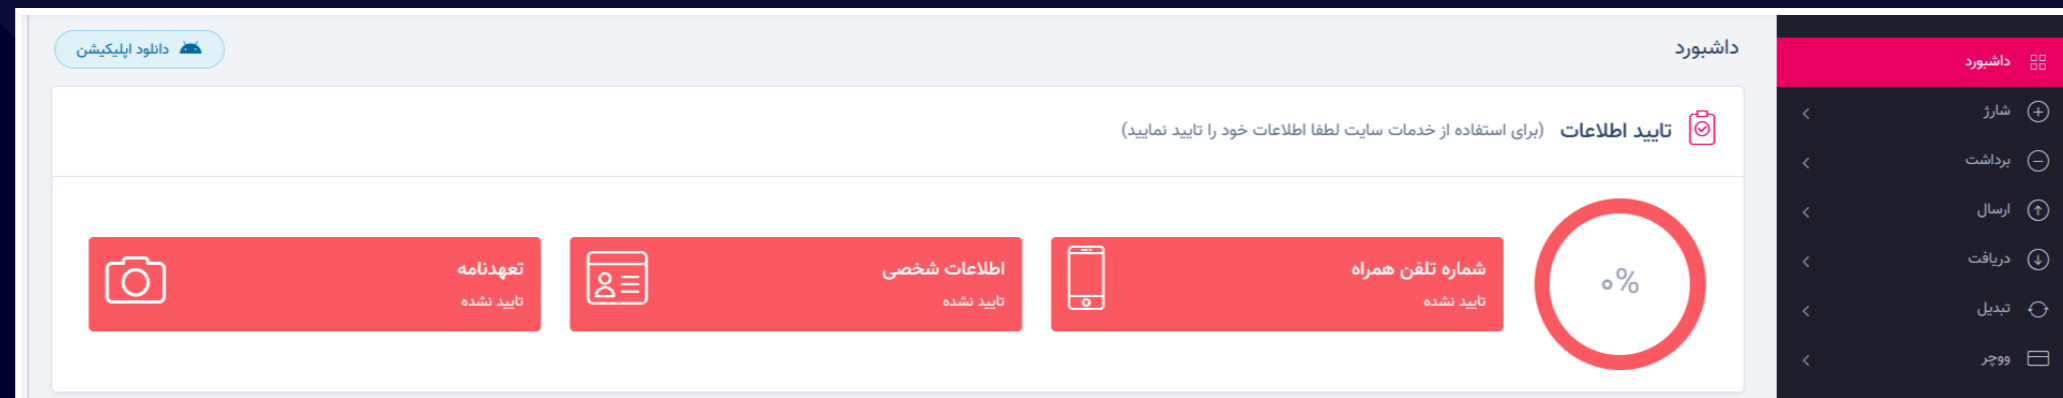 داشبورد
شارژ
برداشت
ارسال
دریافت
تبدیل
ووچر
داشبورد
دانلود اپلیکیشن
تایید اطلاعات (برای استفاده از خدمات سایت لطفا اطلاعات خود را تایید نمایید)
۰%
شماره تلفن همراه
تایید نشده
اطلاعات شخصی
تایید نشده
تعهدنامه
تایید نشده